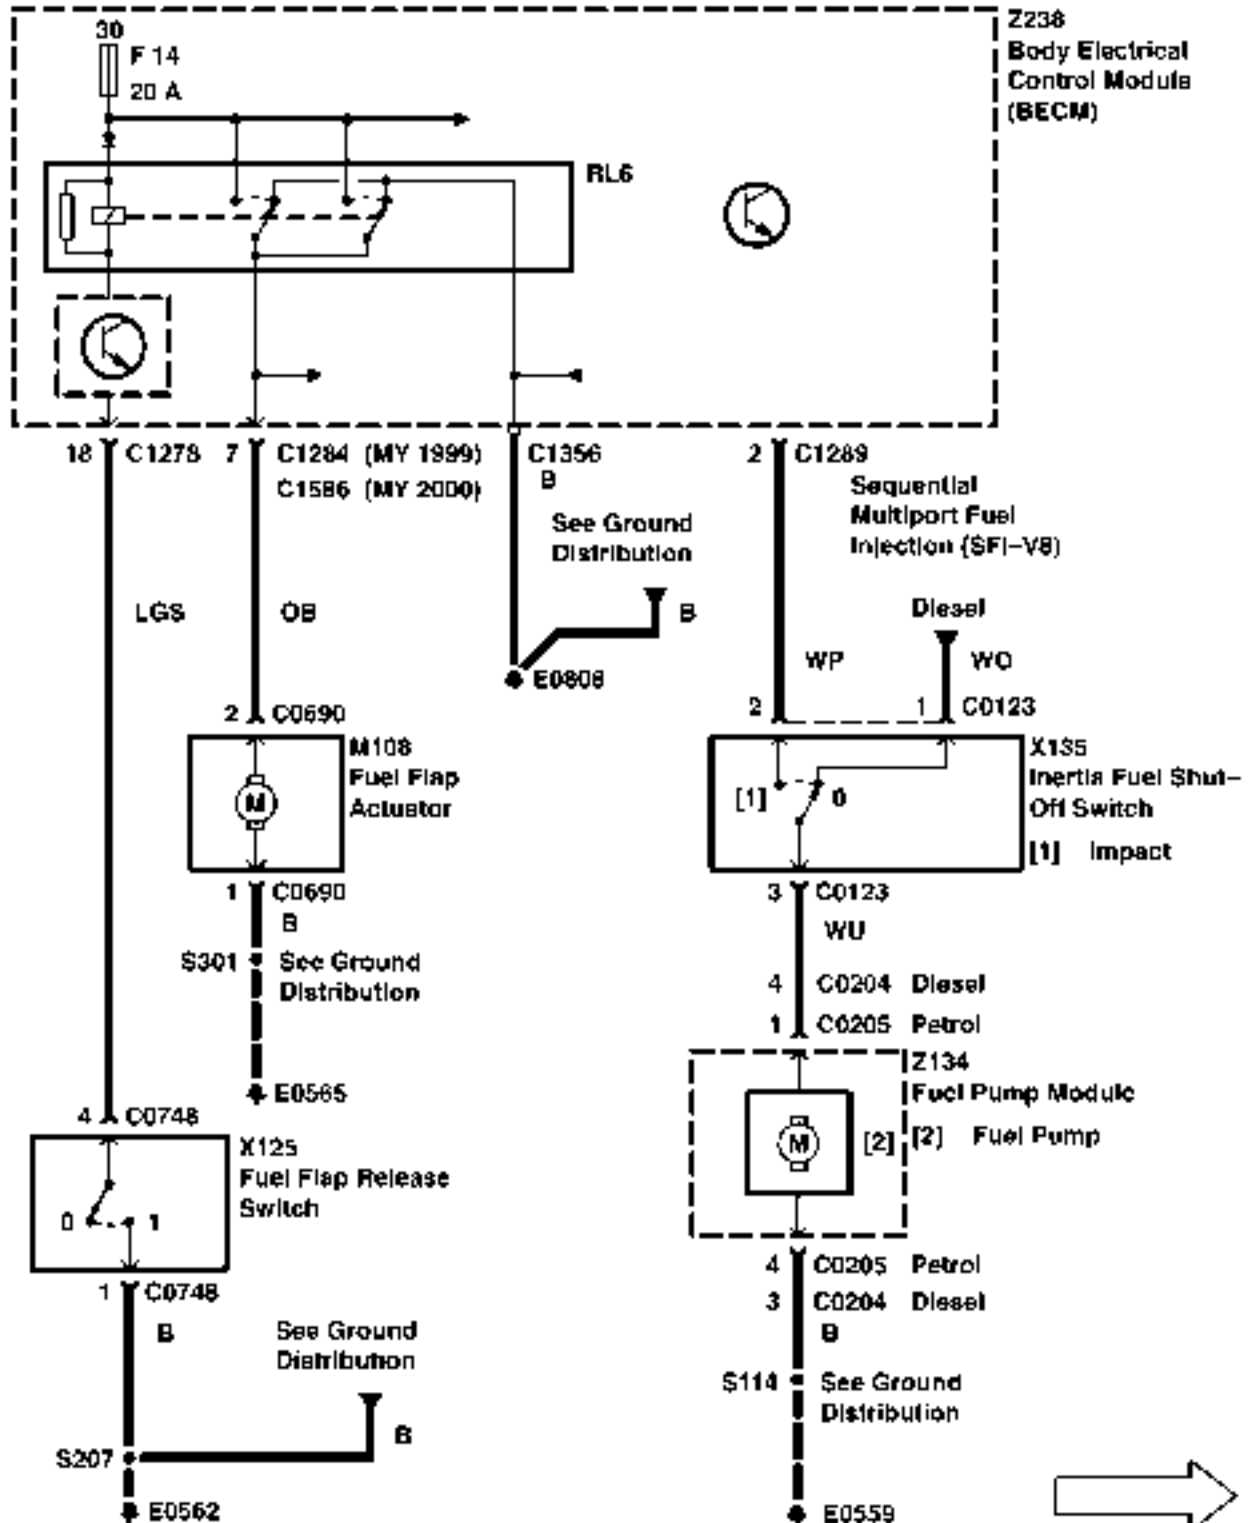 30
F 14
20 A
Z238
Body Electrical
Control Module
(BECM)
RL6
18 C1278
7 C1284 (MY 1999)
C1586 (MY 2000)
C1356
B
2 C1289
See Ground
Distribution
Sequential
Multiport Fuel
Injection (SFI-V8)
LGS
OB
B
Diesel
WP
WO
E0808
2 C0690
2
1 C0123
M108
Fuel Flap
Actuator
M
X135
Inertia Fuel Shut-
Off Switch
[1] Impact
[1]
0
1 C0690
B
S301
See Ground
Distribution
E0565
3 C0123
WU
4 C0204 Diesel
1 C0205 Petrol
Z134
Fuel Pump Module
[2] Fuel Pump
M
[2]
4 C0748
X125
Fuel Flap Release
Switch
0
1
1 C0748
B
See Ground
Distribution
B
S207
E0562
4 C0205 Petrol
3 C0204 Diesel
B
S114
See Ground
Distribution
E0559